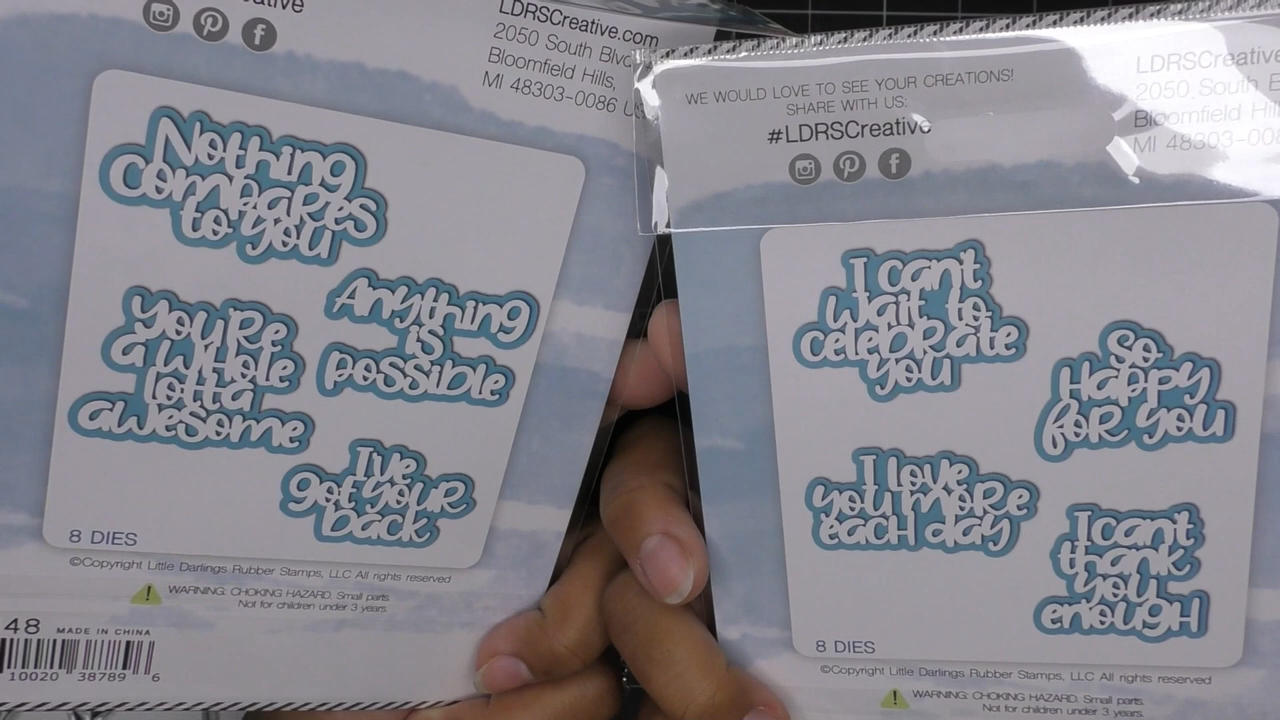 LDRSCreative.com
2050 South Blvd
Bloomfield Hills,
MI 48303-0086 US
Nothing
compares
to you
Anything
is
possible
You're
a whole
lotta
awesome
I've
got your
back
8 DIES
©Copyright Little Darlings Rubber Stamps, LLC All rights reserved
WARNING: CHOKING HAZARD. Small parts.
Not for children under 3 years.
48 MADE IN CHINA
10020 38789 6
WE WOULD LOVE TO SEE YOUR CREATIONS!
SHARE WITH US:
#LDRSCreative
LDRSCreative
2050 South
Bloomfield Hill
MI 48303-00
I can't
wait to
celebrate
you
So
Happy
for you
I love
you more
each day
I can't
thank
you
enough
8 DIES
©Copyright Little Darlings Rubber Stamps, LLC All rights reserved
WARNING: CHOKING HAZARD. Small parts.
Not for children under 3 years.